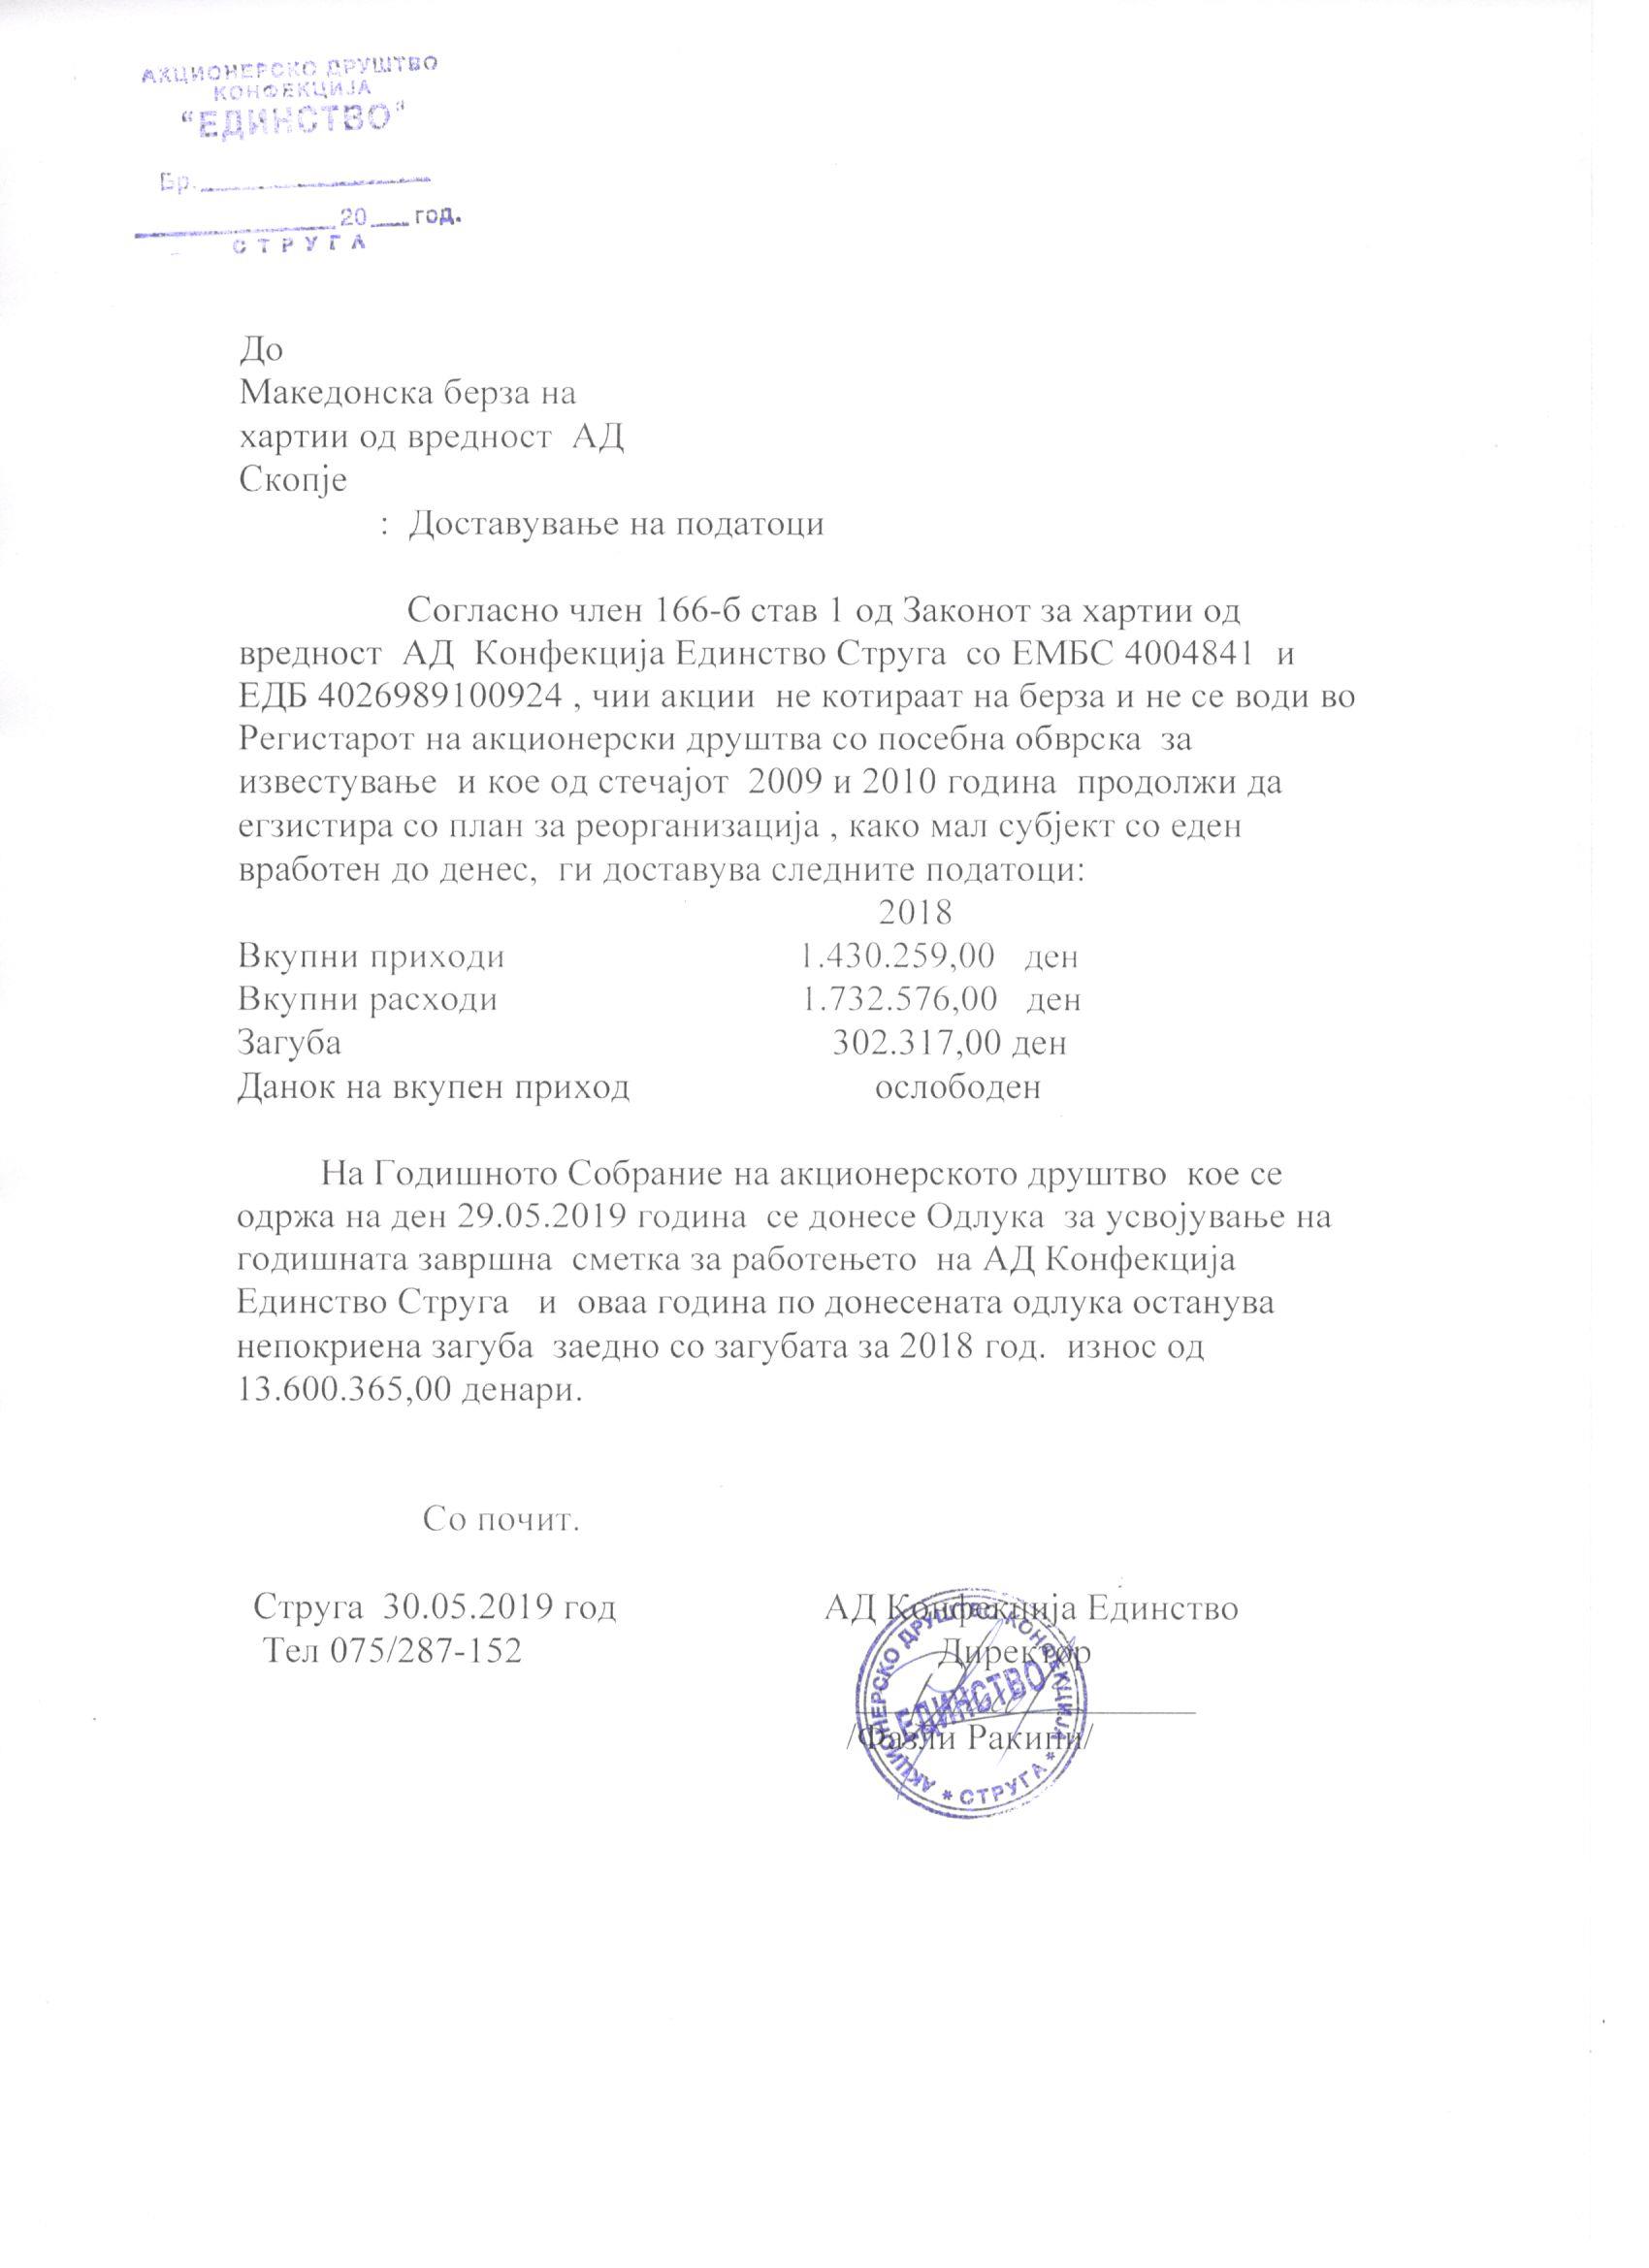 АКЦИОНЕРСКО ДРУШТВО
КОНФЕКЦИЈА
"ЕДИНСТВО"
Бр.
20 год.
СТРУГА
До
Македонска берза на
хартии од вредност АД
Скопје
: Доставување на податоци
Согласно член 166-б став 1 од Законот за хартии од
вредност АД Конфекција Единство Струга со ЕМБС 4004841 и
ЕДБ 4026989100924 , чии акции не котираат на берза и не се води во
Регистарот на акционерски друштва со посебна обврска за
известување и кое од стечајот 2009 и 2010 година продолжи да
егзистира со план за реорганизација , како мал субјект со еден
вработен до денес, ги доставува следните податоци:
2018
Вкупни приходи 1.430.259,00 ден
Вкупни расходи 1.732.576,00 ден
Загуба 302.317,00 ден
Данок на вкупен приход ослободен
На Годишното Собрание на акционерското друштво кое се
одржа на ден 29.05.2019 година се донесе Одлука за усвојување на
годишната завршна сметка за работењето на АД Конфекција
Единство Струга и оваа година по донесената одлука останува
непокриена загуба заедно со загубата за 2018 год. износ од
13.600.365,00 денари.
Со почит.
Струга 30.05.2019 год АД Конфекција Единство
Тел 075/287-152 Директор
/Фазли Ракипи/
АКЦИОНЕРСКО ДРУШТВО КОНФЕКЦИЈА
ЕДИНСТВО
* СТРУГА *